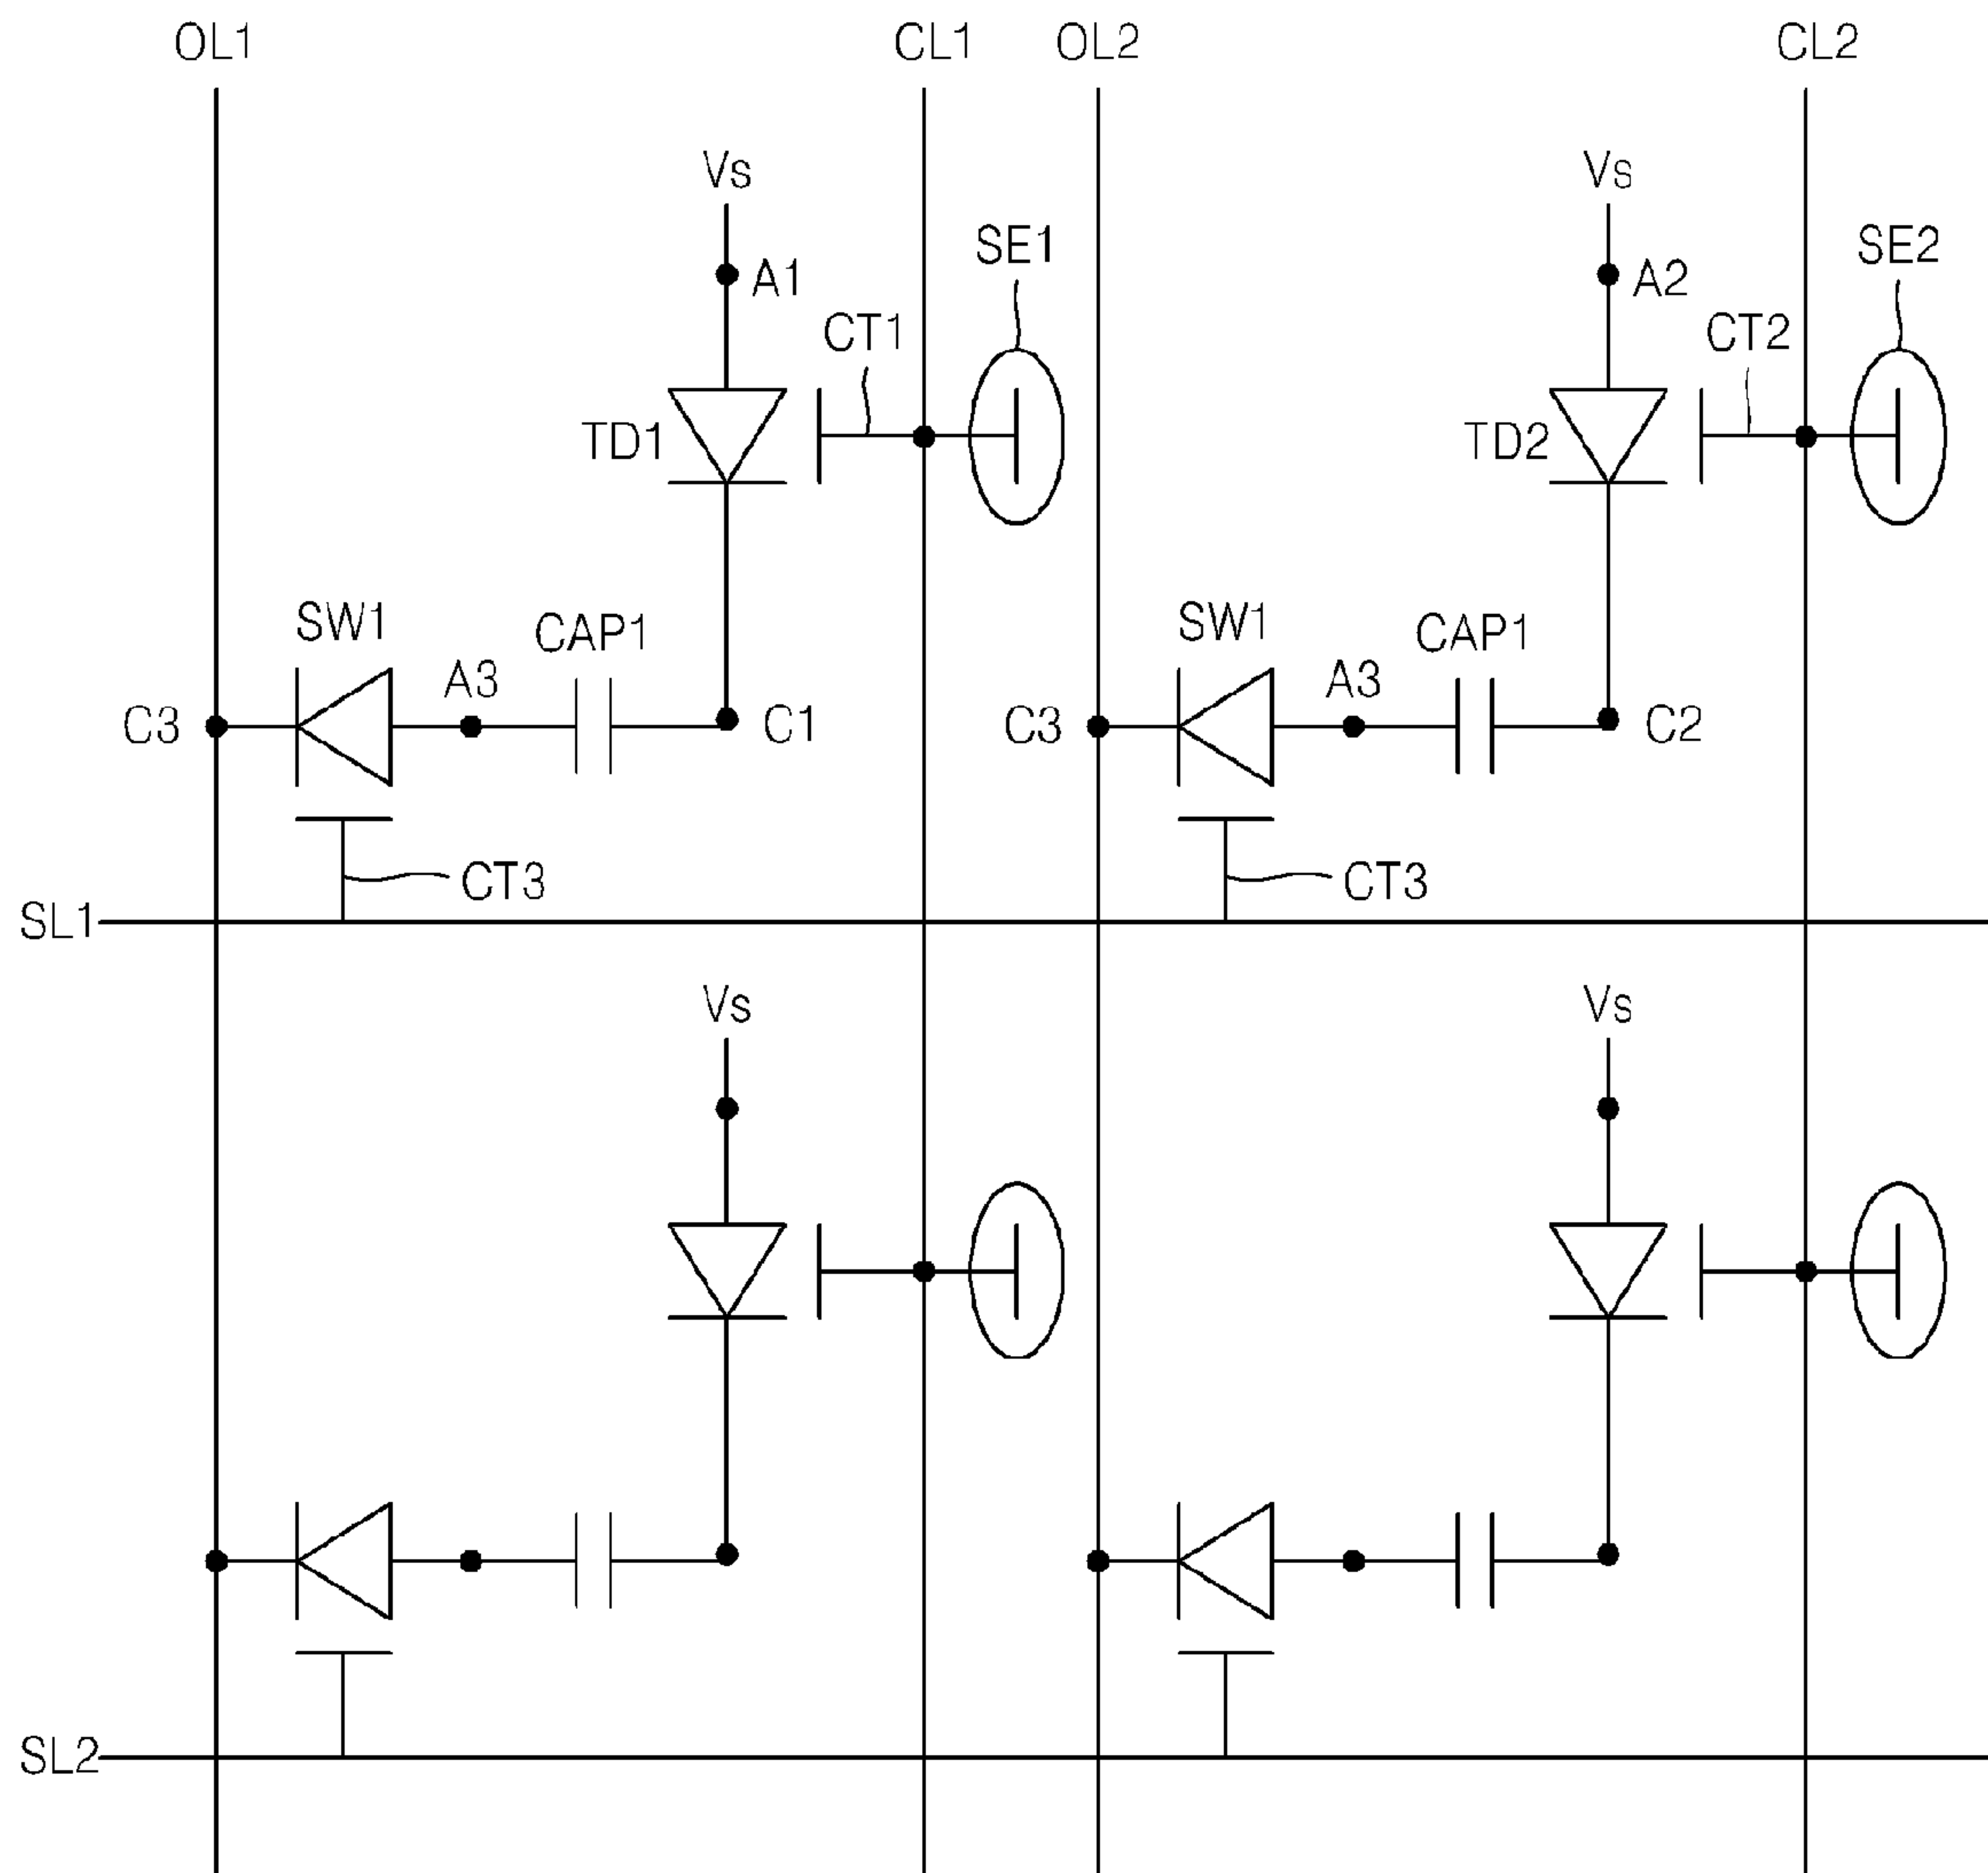 OL1 CL1 OL2 CL2
Vs Vs
SE1 SE2
A1 A2
CT1 CT2
TD1 TD2
SW1 CAP1 SW1 CAP1
A3 A3
C3 C1 C3 C2
CT3 CT3
SL1
Vs Vs
SL2